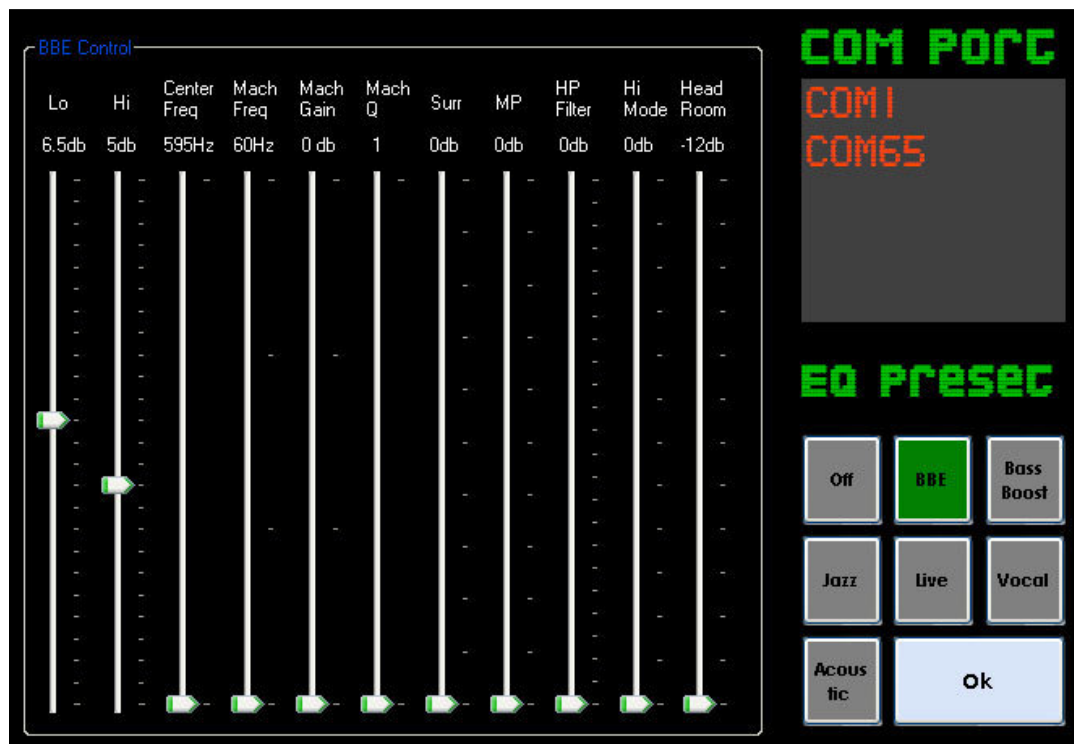 BBE Control
Lo
Hi
Center
Freq
Mach
Freq
Mach
Gain
Mach
Q
Surr
MP
HP
Filter
Hi
Mode
Head
Room
6.5db 5db 595Hz 60Hz 0 db 1 0db 0db 0db 0db -12db
COM Port
COM1
COM65
EQ Preset
Off
BBE
Bass
Boost
Jazz
Live
Vocal
Acous
tic
Ok